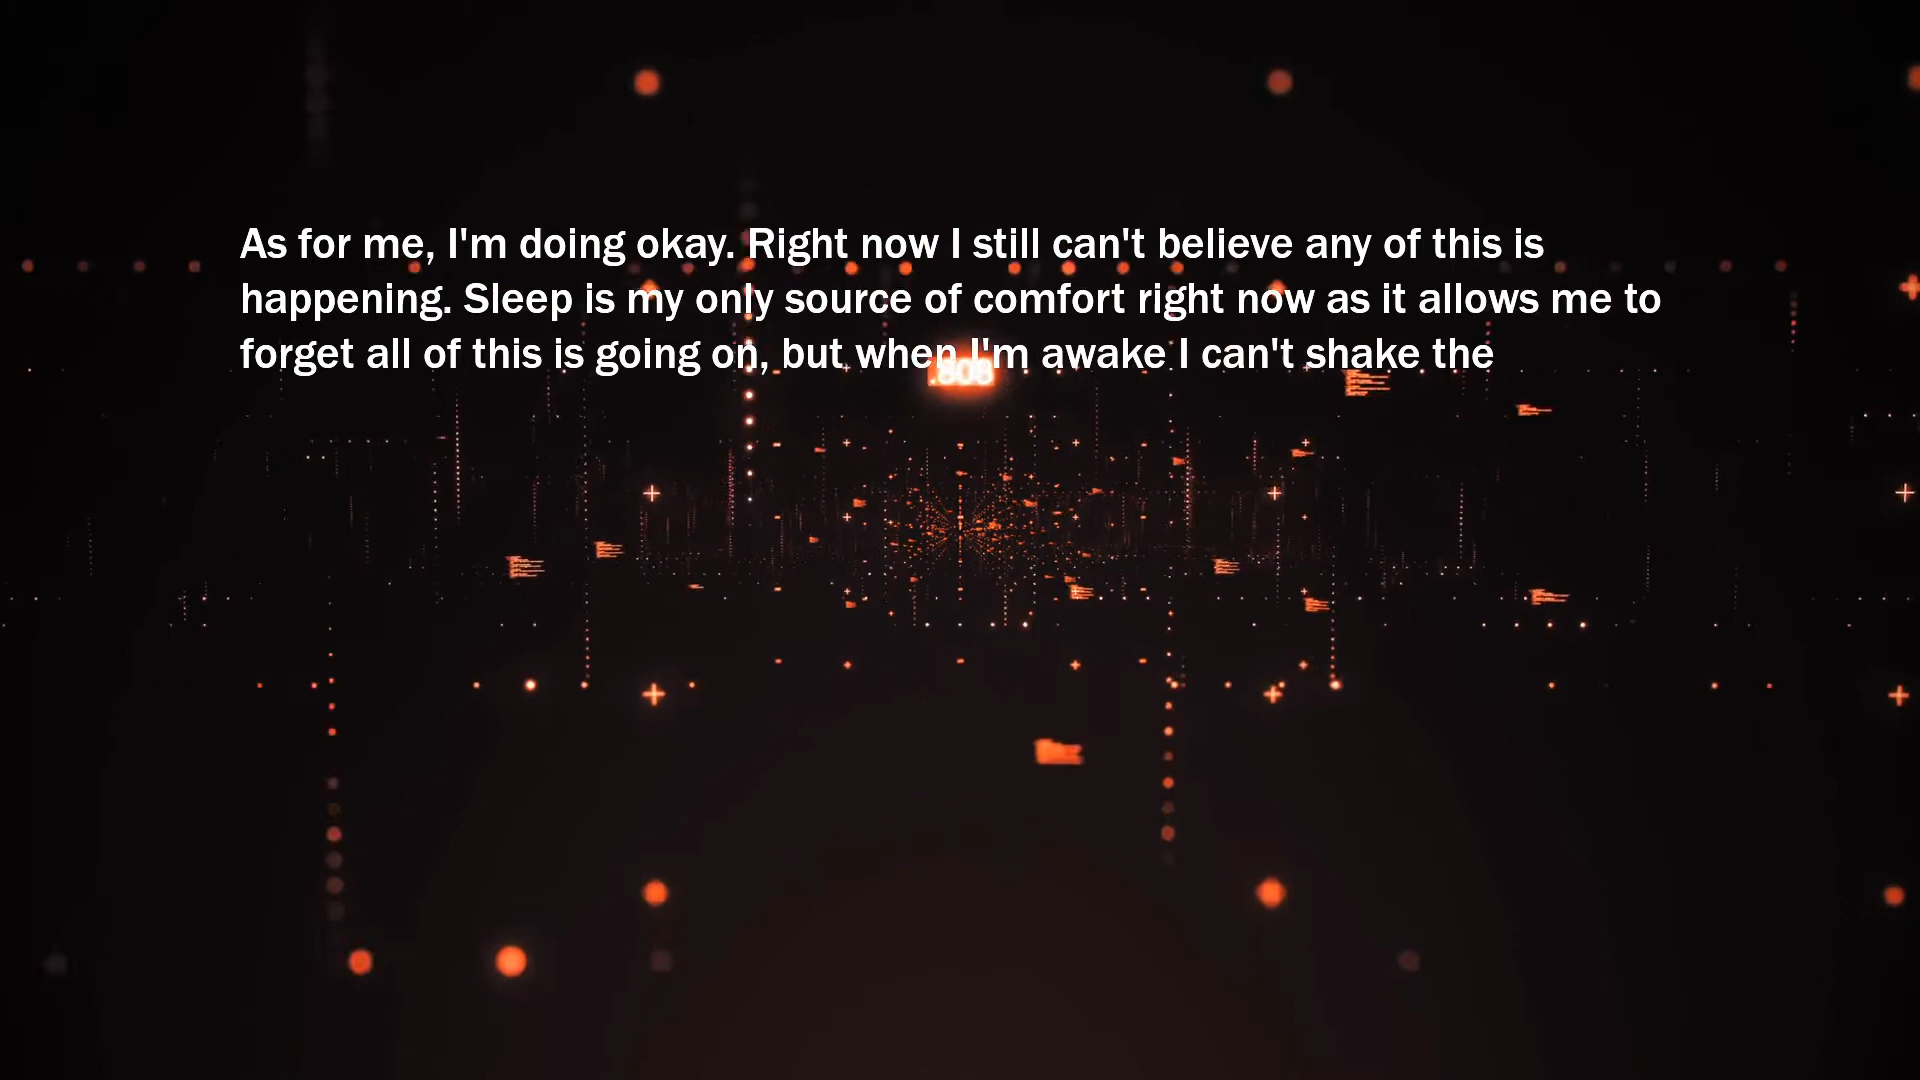 As for me, I'm doing okay. Right now I still can't believe any of this is
happening. Sleep is my only source of comfort right now as it allows me to
forget all of this is going on, but when I'm awake I can't shake the
.808